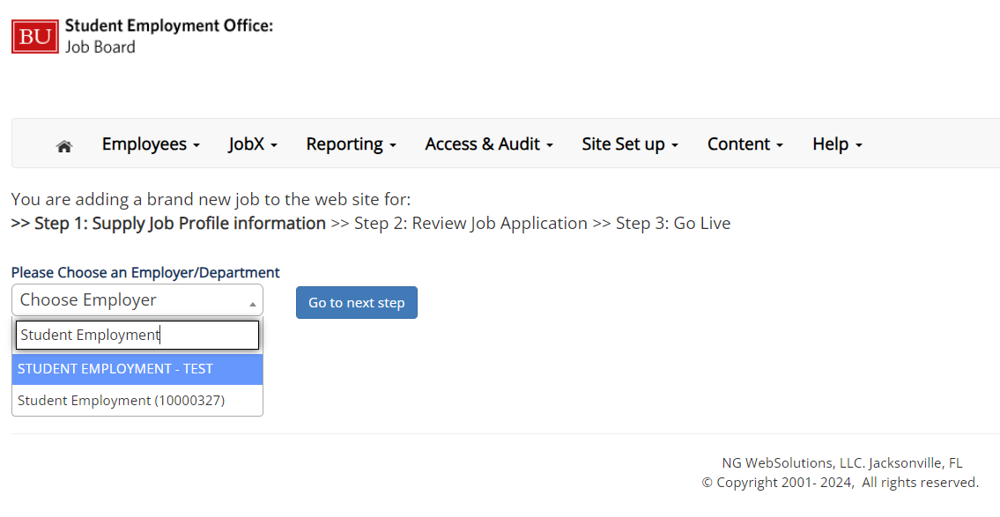 BU Student Employment Office:
Job Board
Employees JobX Reporting Access & Audit Site Set up Content Help
You are adding a brand new job to the web site for:
>> Step 1: Supply Job Profile information >> Step 2: Review Job Application >> Step 3: Go Live
Please Choose an Employer/Department
Choose Employer
Go to next step
Student Employment
STUDENT EMPLOYMENT - TEST
Student Employment (10000327)
NG WebSolutions, LLC. Jacksonville, FL
© Copyright 2001- 2024, All rights reserved.